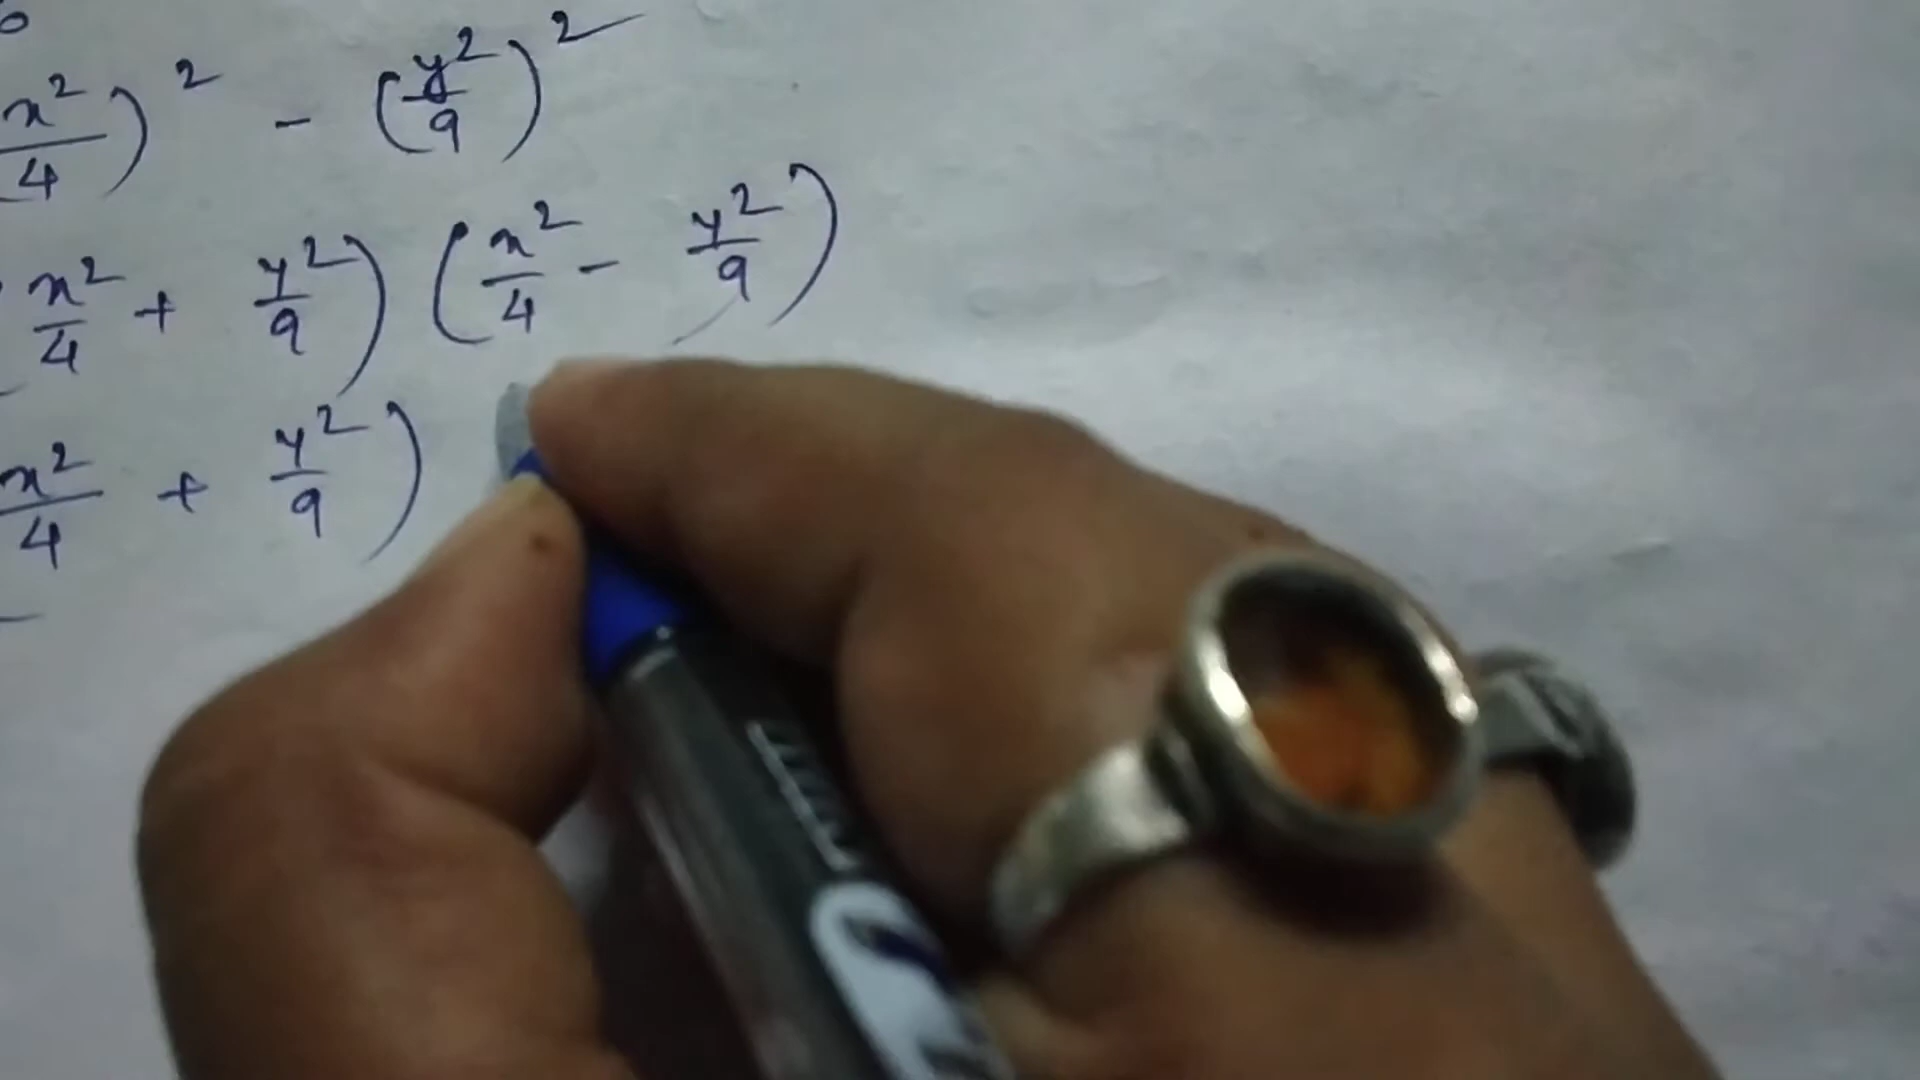 x²/4)² - (y²/9)²
x²/4 + y²/9) (x²/4 - y²/9)
x²/4 + y²/9)